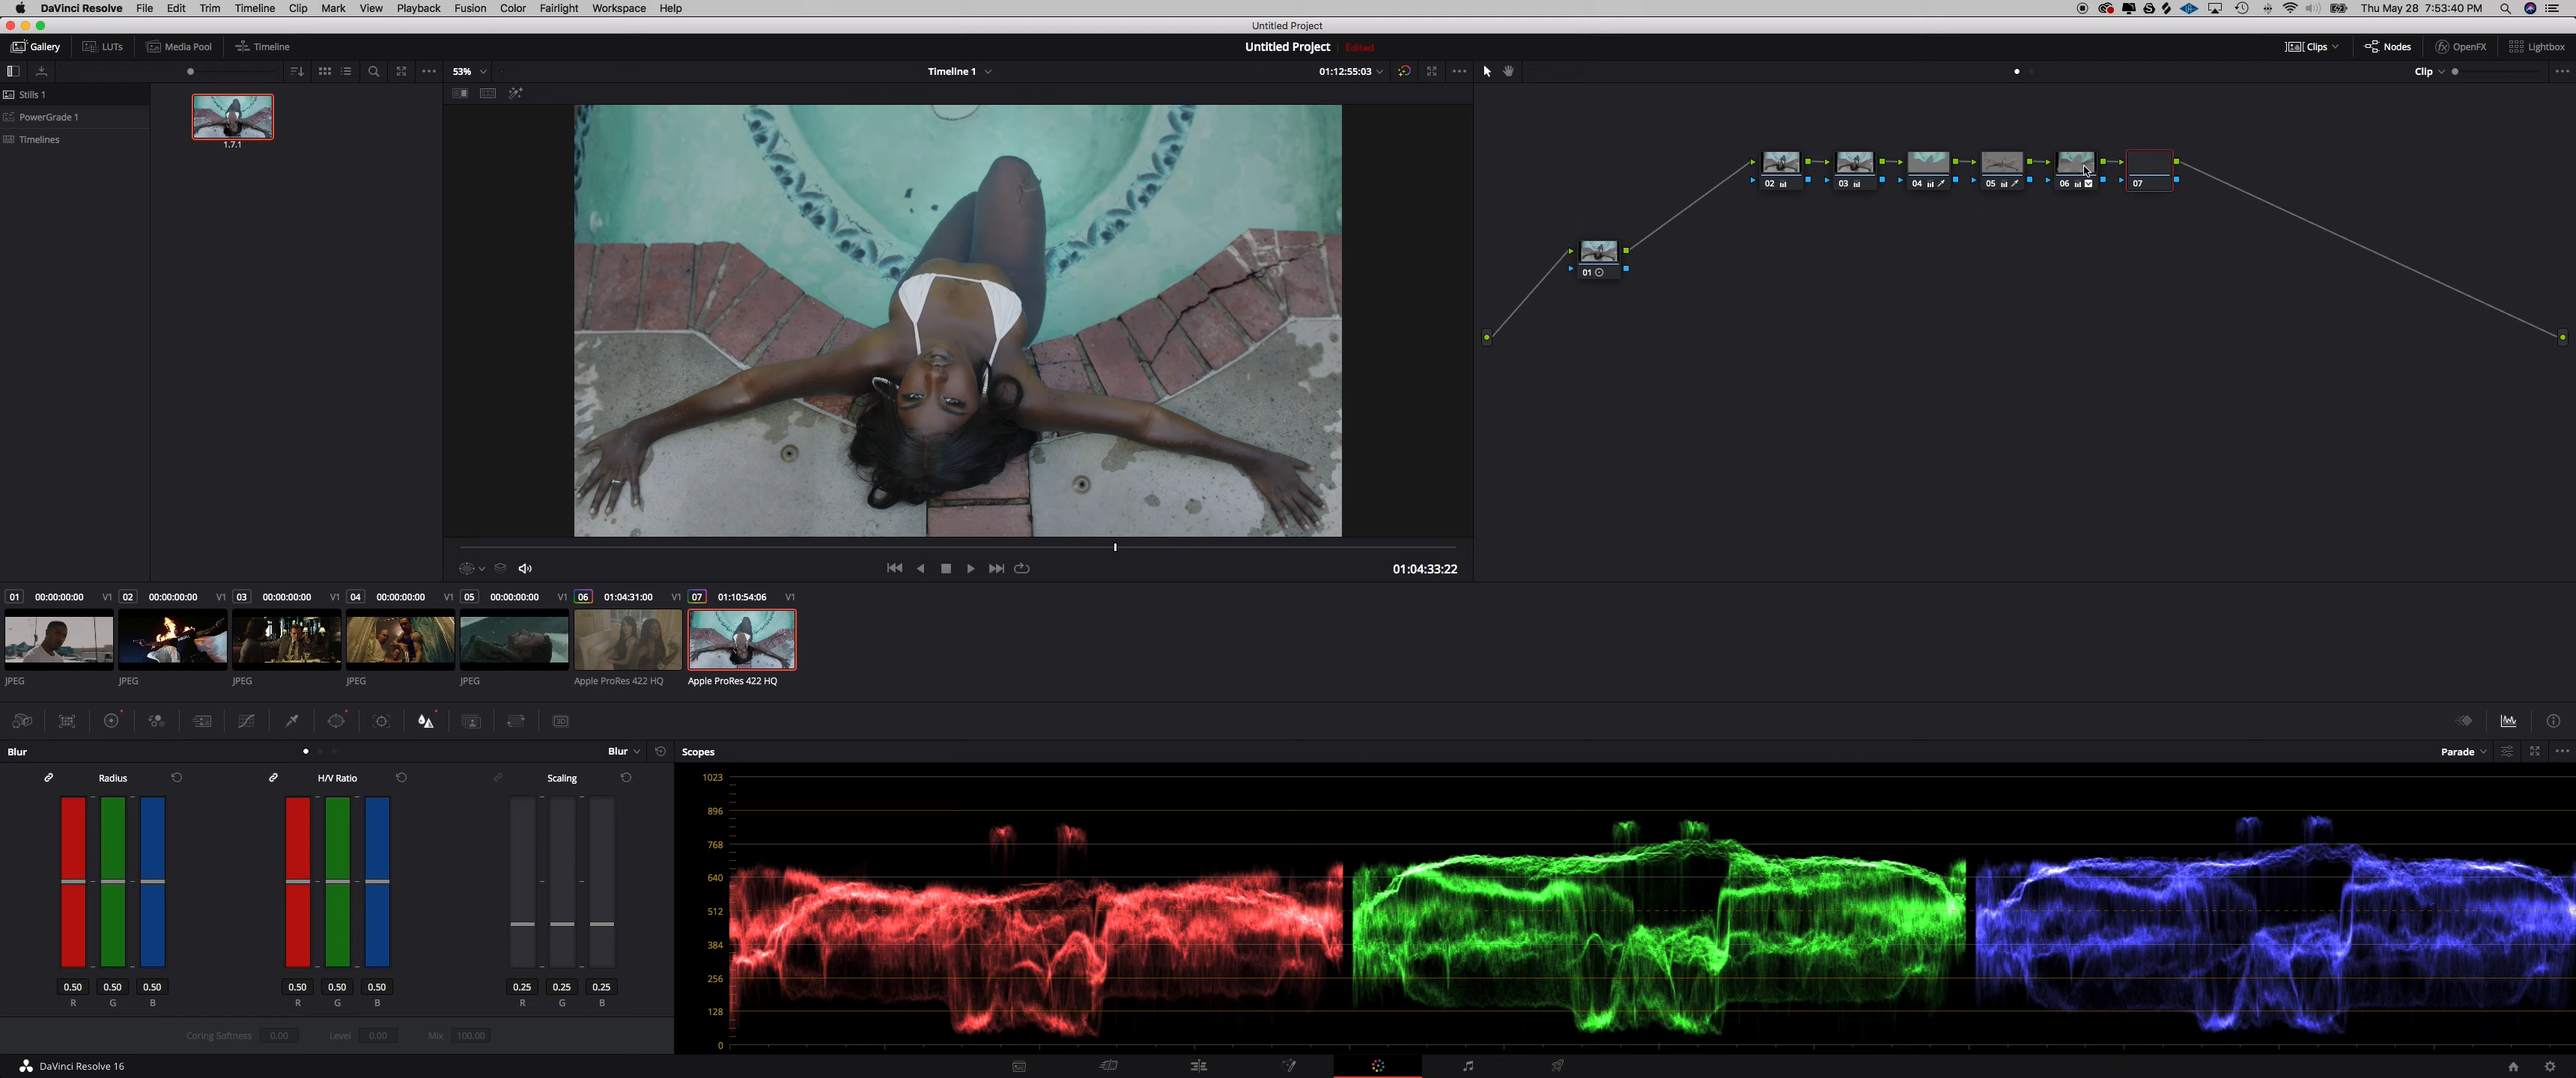 DaVinci Resolve File Edit Trim Timeline Clip Mark View Playback Fusion Color Fairlight Workspace Help Thu May 28 7:53:40 PM
Untitled Project
Gallery LUTs Media Pool Timeline Untitled Project Edited Clips Nodes OpenFX Lightbox
53% Timeline 1 01:12:55:03 Clip
Stills 1
PowerGrade 1
Timelines
1.7.1
02 03 04 05 06 07
01
01:04:33:22
01 00:00:00:00 V1 02 00:00:00:00 V1 03 00:00:00:00 V1 04 00:00:00:00 V1 05 00:00:00:00 V1 06 01:04:31:00 V1 07 01:10:54:06 V1
JPEG JPEG JPEG JPEG JPEG Apple ProRes 422 HQ Apple ProRes 422 HQ
3D
Blur Blur Scopes Parade
Radius H/V Ratio Scaling
1023
896
768
640
512
384
256
128
0
0.50 0.50 0.50 0.50 0.50 0.50 0.25 0.25 0.25
R G B R G B R G B
Coring Softness 0.00 Level 0.00 Mix 100.00
DaVinci Resolve 16